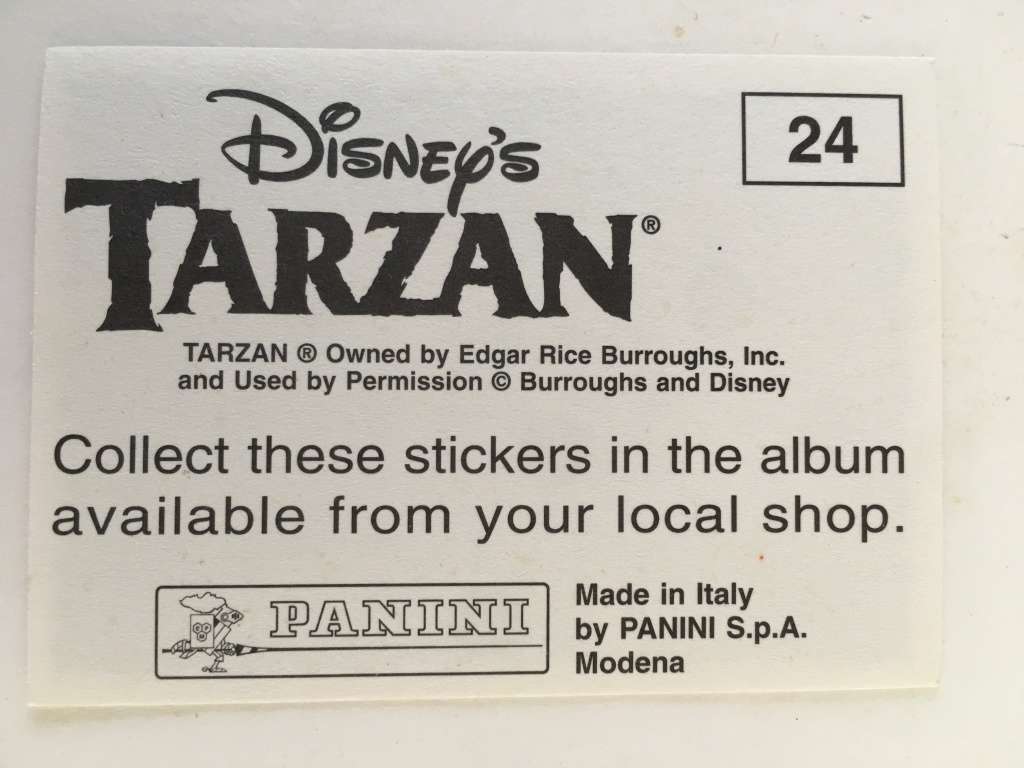 Disney's
24
TARZAN®
TARZAN ® Owned by Edgar Rice Burroughs, Inc.
and Used by Permission © Burroughs and Disney
Collect these stickers in the album
available from your local shop.
PANINI
Made in Italy
by PANINI S.p.A.
Modena